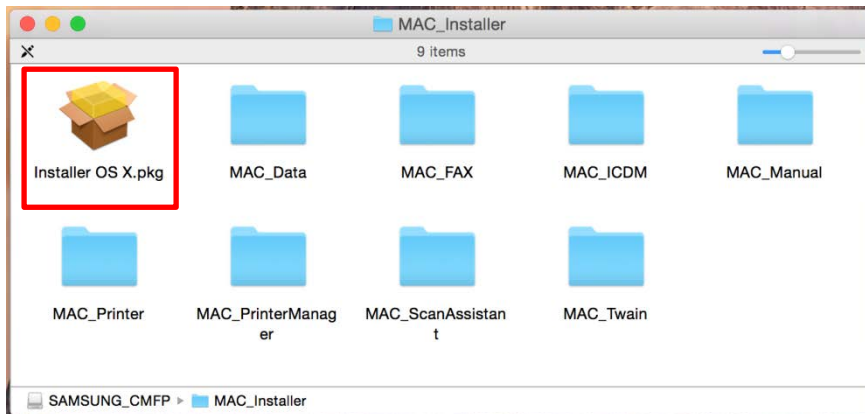 MAC_Installer
9 items
Installer OS X.pkg
MAC_Data
MAC_FAX
MAC_ICDM
MAC_Manual
MAC_Printer
MAC_PrinterManag
er
MAC_ScanAssistan
t
MAC_Twain
SAMSUNG_CMFP
MAC_Installer